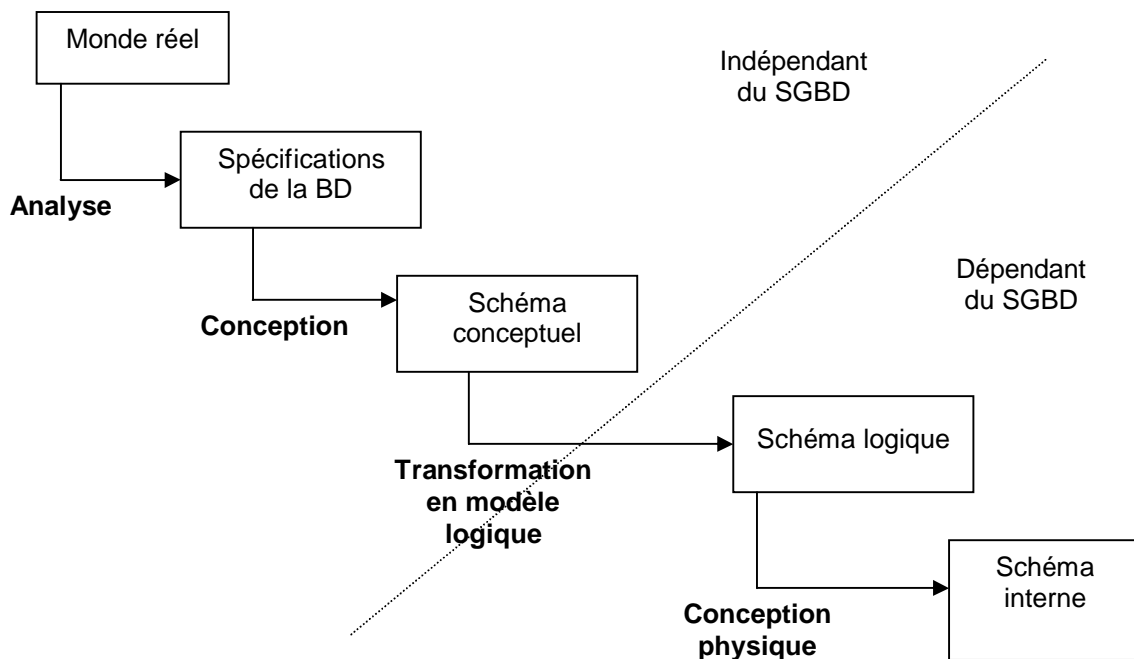 Monde réel
Indépendant
du SGBD
Spécifications
de la BD
Analyse
Dépendant
du SGBD
Schéma
conceptuel
Conception
Schéma logique
Transformation
en modèle
logique
Schéma
interne
Conception
physique